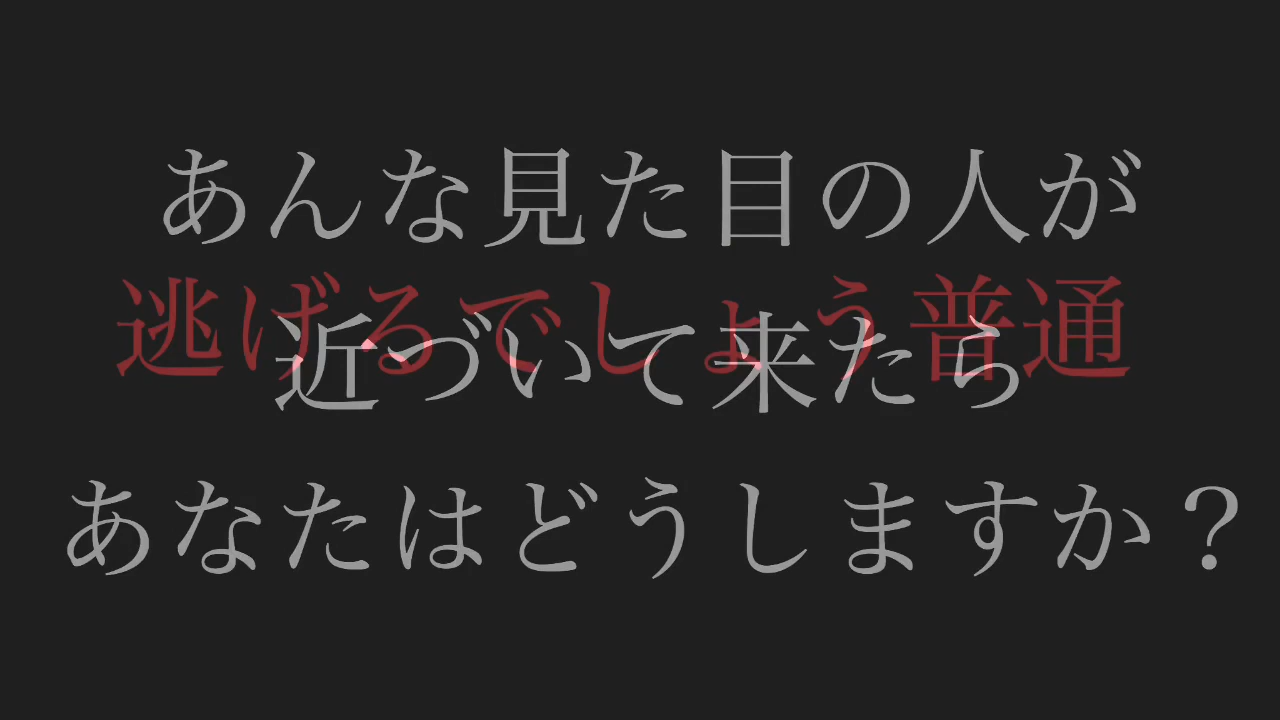 あんな見た目の人が
逃げるでしょう普通
近づいて来たら
あなたはどうしますか？